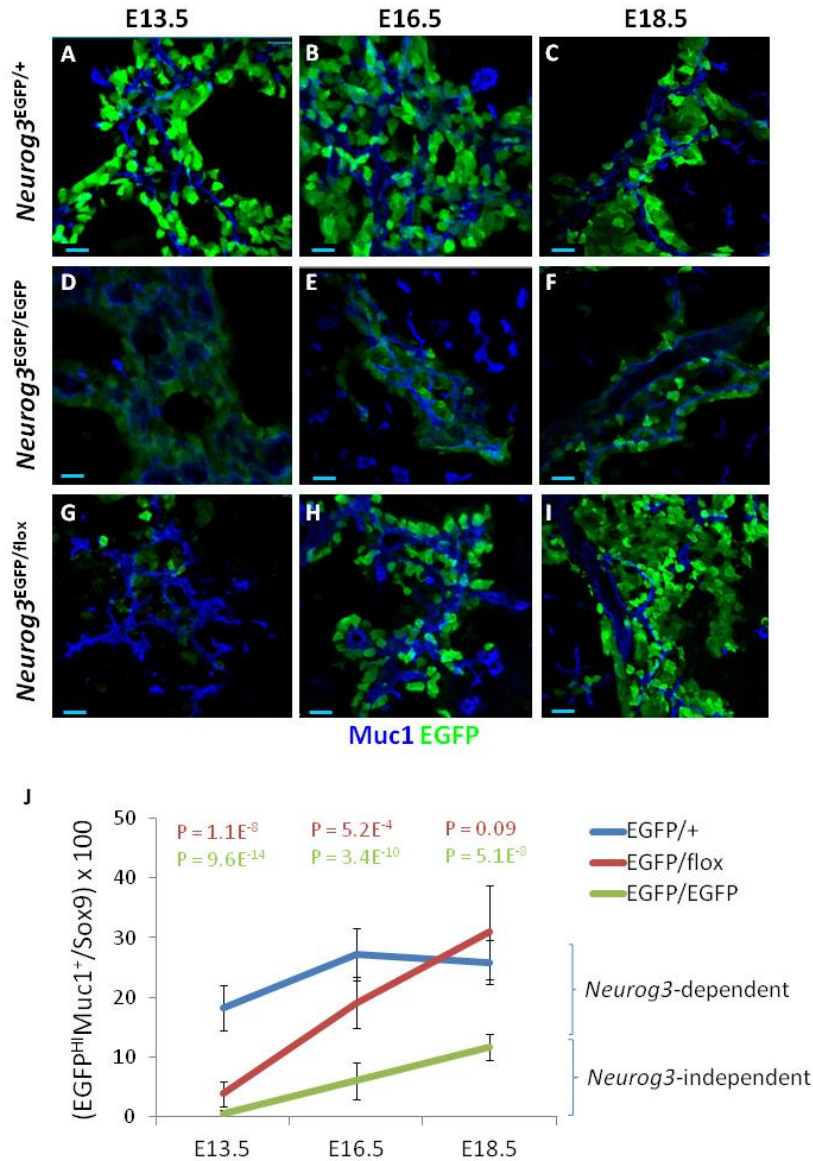 E13.5 E16.5 E18.5
Neurog3EGFP/+
A B C
Neurog3EGFP/EGFP
D E F
Neurog3EGFP/flox
G H I
Muc1 EGFP
J
(EGFPHIMuc1+/Sox9) x 100
50
40
30
20
10
0
P = 1.1E-8 P = 5.2E-4 P = 0.09
P = 9.6E-14 P = 3.4E-10 P = 5.1E-8
EGFP/+
EGFP/flox
EGFP/EGFP
Neurog3-dependent
Neurog3-independent
E13.5 E16.5 E18.5